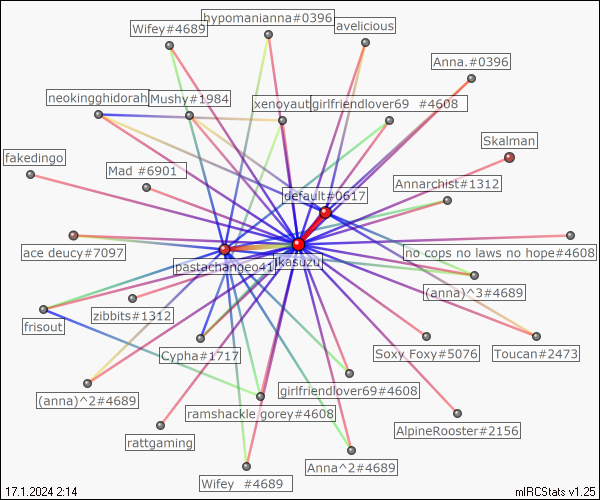 hypomanianna#0396
Wifey#4689
avelicious
Anna.#0396
neokingghidorah
Mushy#1984
xenoyaut
girlfriendlover69 #4608
Skalman
fakedingo
Mad #6901
Annarchist#1312
default#0617
ace deucy#7097
no cops no laws no hope#4608
ikasuzu
(anna)^3#4689
zibbits#1312
frisout
Cypha#1717
Soxy Foxy#5076
Toucan#2473
girlfriendlover69#4608
(anna)^2#4689
ramshackle.gorey#4608
AlpineRooster#2156
rattgaming
Anna^2#4689
Wifey #4689
17.1.2024 2:14
mIRCStats v1.25